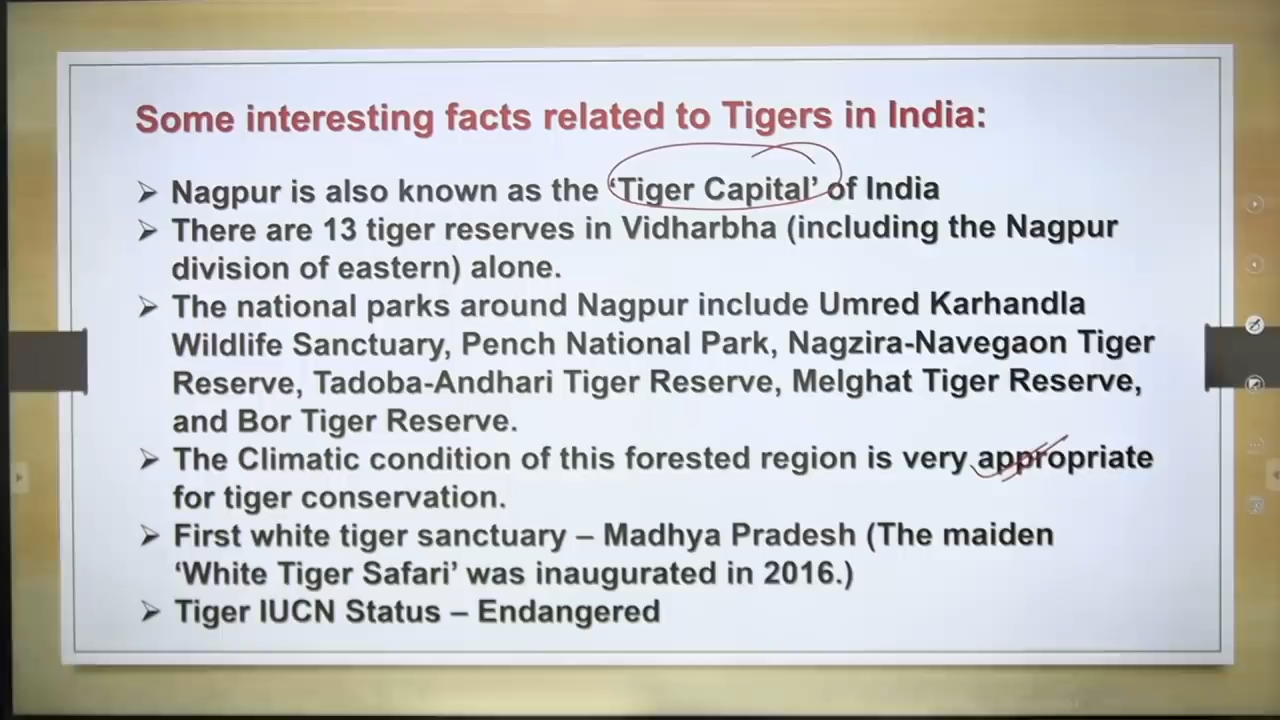 Some interesting facts related to Tigers in India:
➢ Nagpur is also known as the ‘Tiger Capital’ of India
➢ There are 13 tiger reserves in Vidharbha (including the Nagpur
division of eastern) alone.
➢ The national parks around Nagpur include Umred Karhandla
Wildlife Sanctuary, Pench National Park, Nagzira-Navegaon Tiger
Reserve, Tadoba-Andhari Tiger Reserve, Melghat Tiger Reserve,
and Bor Tiger Reserve.
➢ The Climatic condition of this forested region is very appropriate
for tiger conservation.
➢ First white tiger sanctuary – Madhya Pradesh (The maiden
‘White Tiger Safari’ was inaugurated in 2016.)
➢ Tiger IUCN Status – Endangered